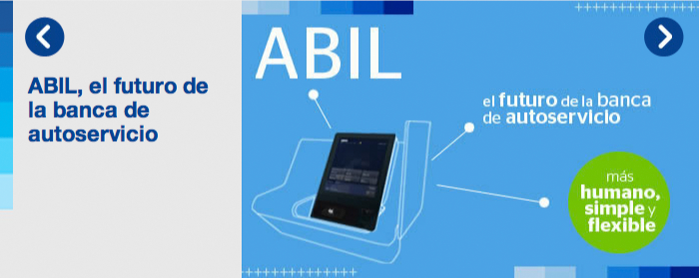 ABIL, el futuro de
la banca de
autoservicio
ABIL
el futuro de la banca
de autoservicio
más
humano,
simple y
flexible